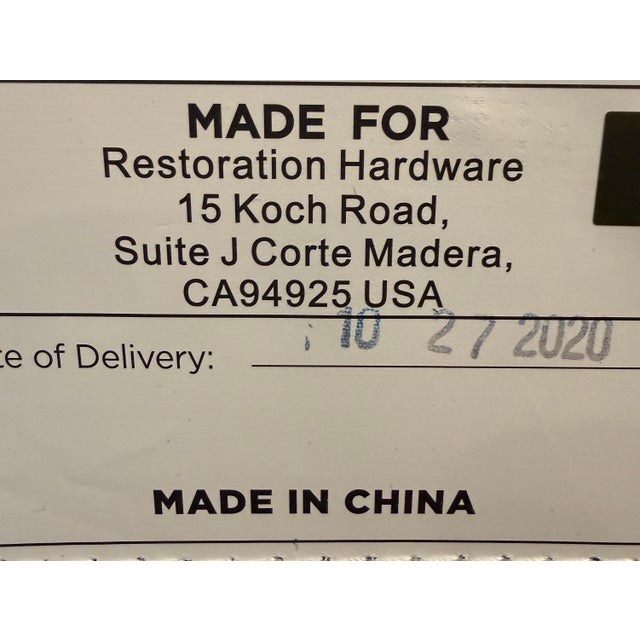 MADE FOR
Restoration Hardware
15 Koch Road,
Suite J Corte Madera,
CA94925 USA
te of Delivery: 10 27 2020
MADE IN CHINA